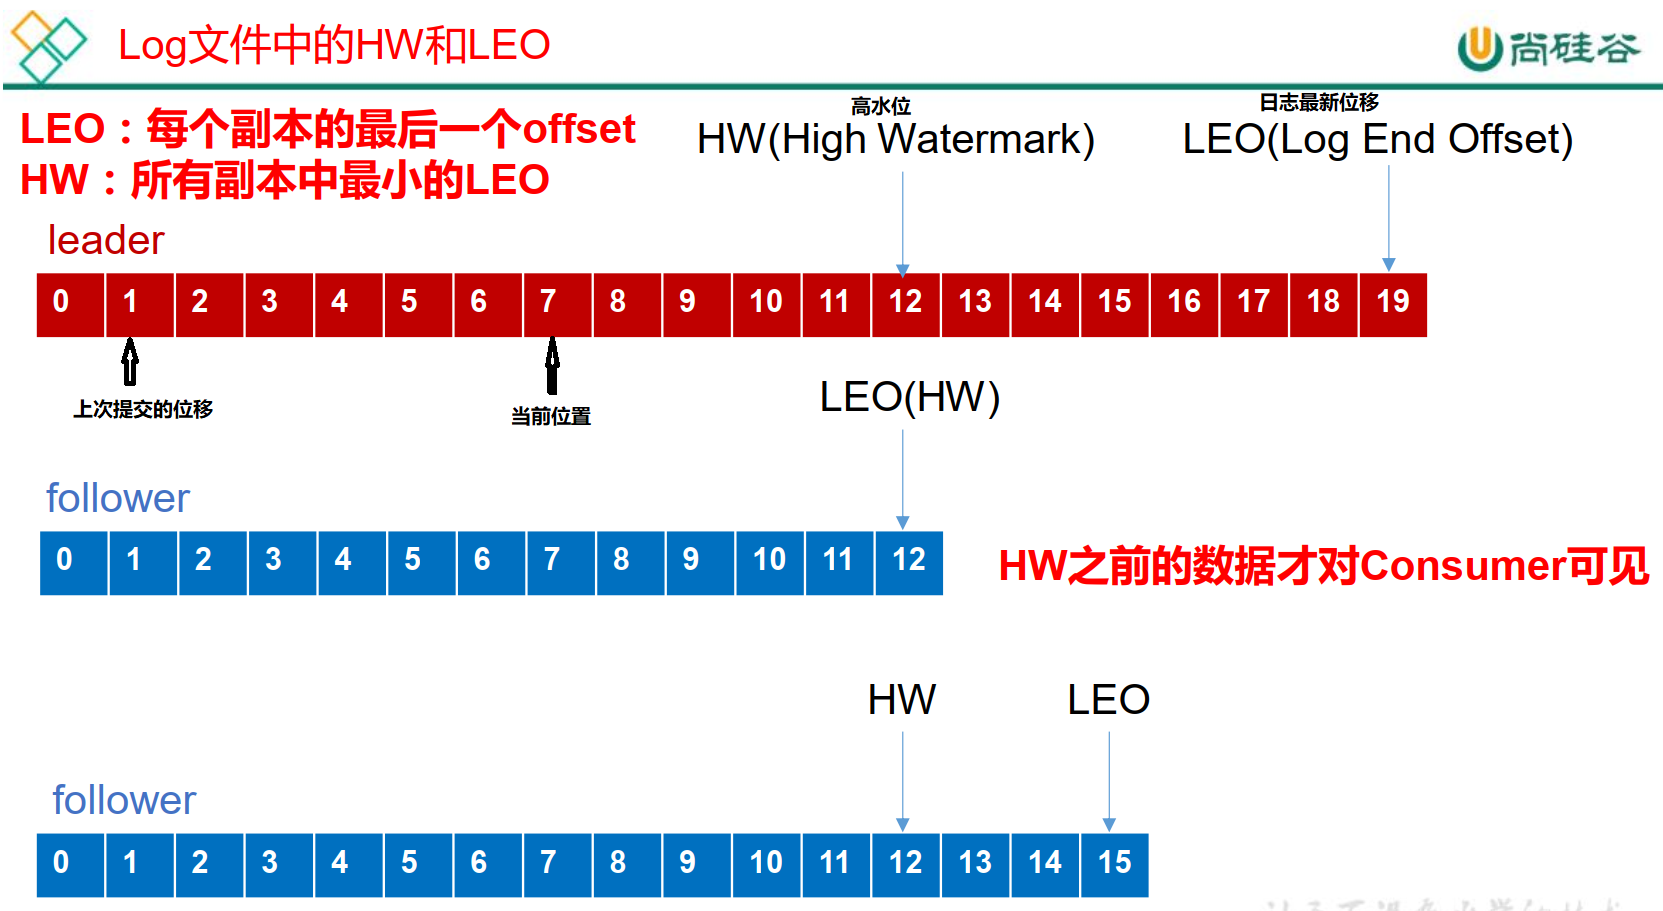 Log文件中的HW和LEO
尚硅谷
LEO：每个副本的最后一个offset
HW：所有副本中最小的LEO
高水位
HW(High Watermark)
日志最新位移
LEO(Log End Offset)
leader
0 1 2 3 4 5 6 7 8 9 10 11 12 13 14 15 16 17 18 19
上次提交的位移
当前位置
LEO(HW)
follower
0 1 2 3 4 5 6 7 8 9 10 11 12
HW之前的数据才对Consumer可见
HW
LEO
follower
0 1 2 3 4 5 6 7 8 9 10 11 12 13 14 15